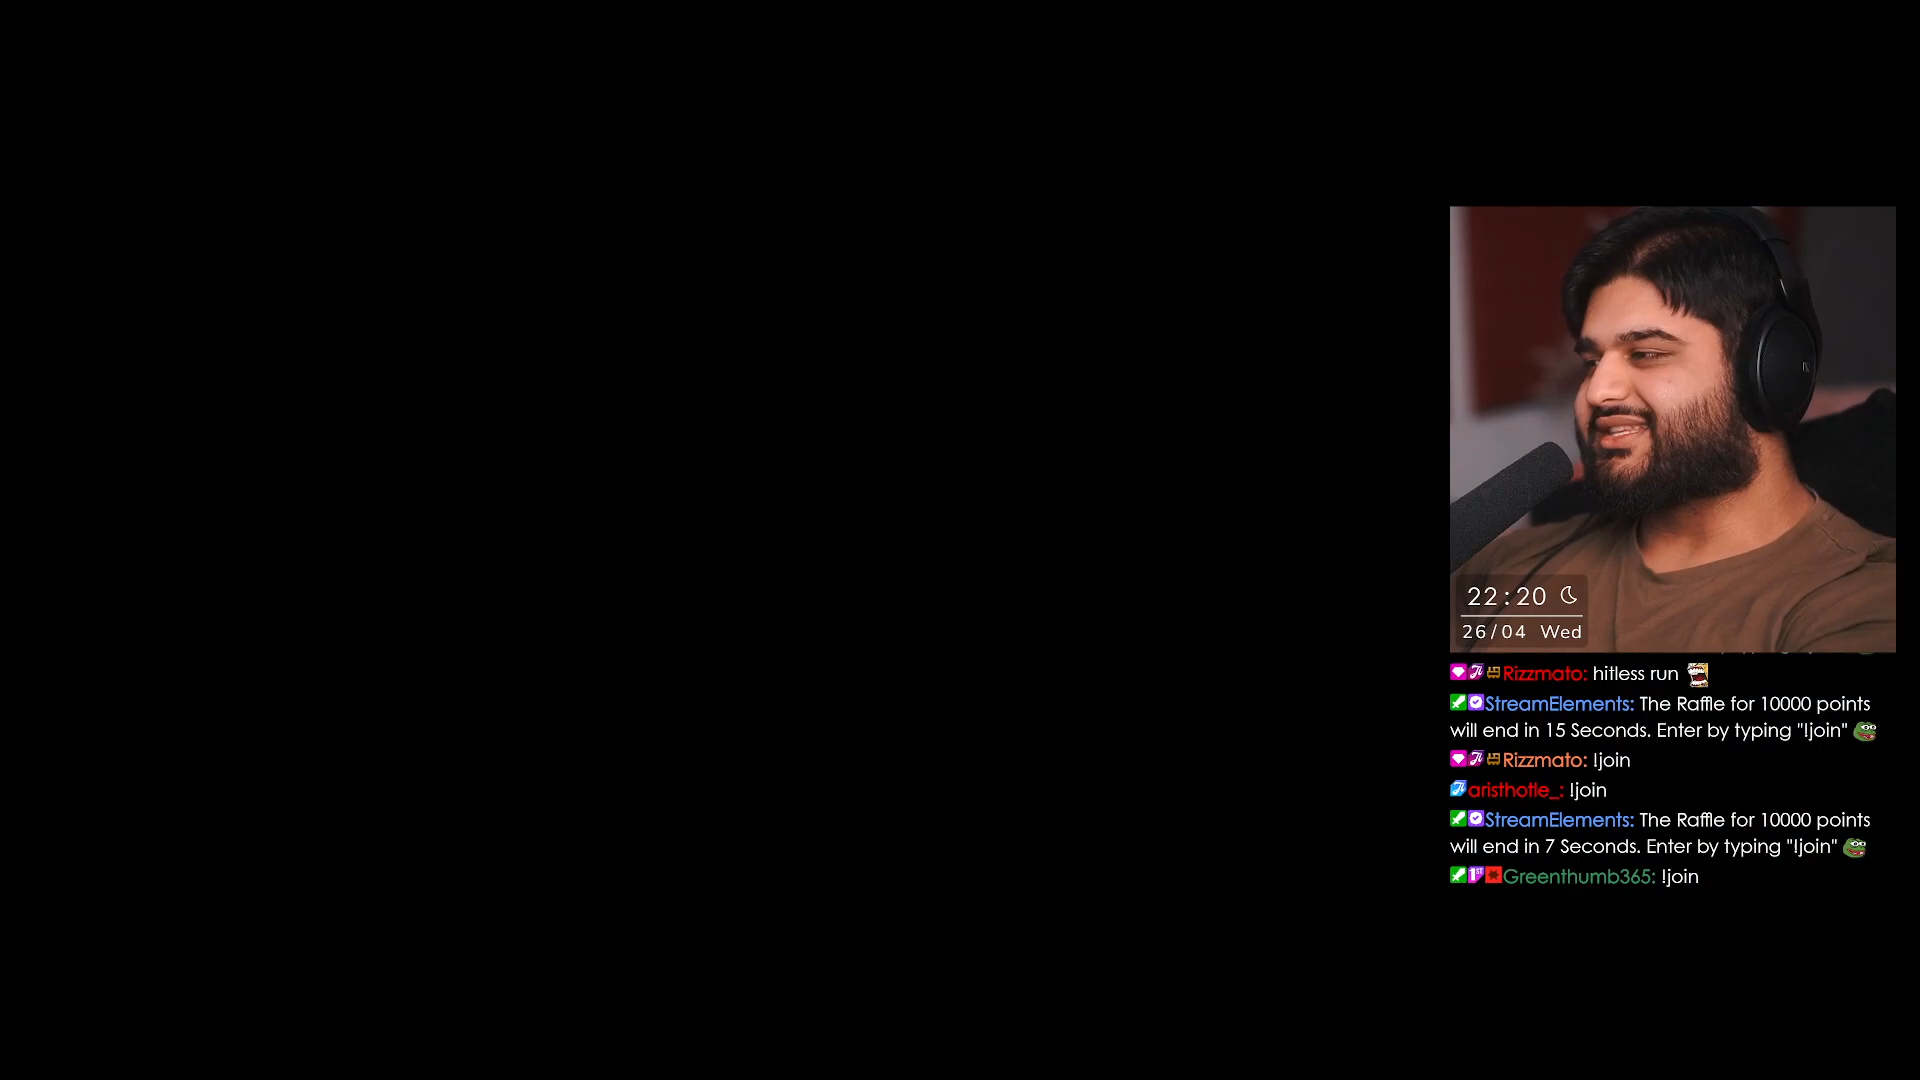 22:20
26/04 Wed
Rizzmato: hitless run
StreamElements: The Raffle for 10000 points
will end in 15 Seconds. Enter by typing "!join"
Rizzmato: !join
aristhotle_: !join
StreamElements: The Raffle for 10000 points
will end in 7 Seconds. Enter by typing "!join"
Greenthumb365: !join